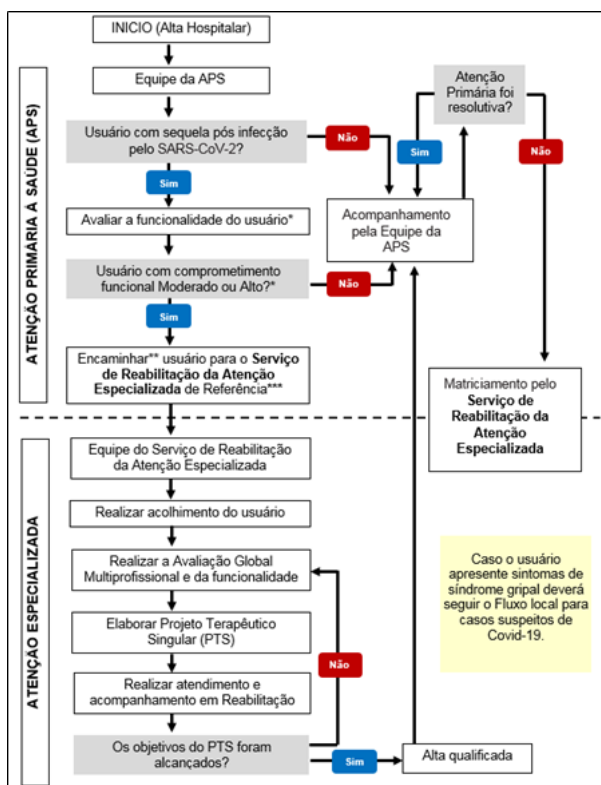 INICIO (Alta Hospitalar)
Equipe da APS
Usuário com sequela pós infecção
pelo SARS-CoV-2?
Não
Sim
Avaliar a funcionalidade do usuário*
Usuário com comprometimento
funcional Moderado ou Alto?*
Não
Sim
Encaminhar** usuário para o Serviço
de Reabilitação da Atenção
Especializada de Referência***
ATENÇÃO PRIMÁRIA À SAÚDE (APS)
Atenção
Primária foi
resolutiva?
Sim
Não
Acompanhamento
pela Equipe da
APS
Matriciamento pelo
Serviço de
Reabilitação da
Atenção
Especializada
ATENÇÃO ESPECIALIZADA
Equipe do Serviço de Reabilitação
da Atenção Especializada
Realizar acolhimento do usuário
Realizar a Avaliação Global
Multiprofissional e da funcionalidade
Elaborar Projeto Terapêutico
Singular (PTS)
Não
Realizar atendimento e
acompanhamento em Reabilitação
Os objetivos do PTS foram
alcançados?
Sim
Alta qualificada
Caso o usuário
apresente sintomas de
síndrome gripal deverá
seguir o Fluxo local para
casos suspeitos de
Covid-19.